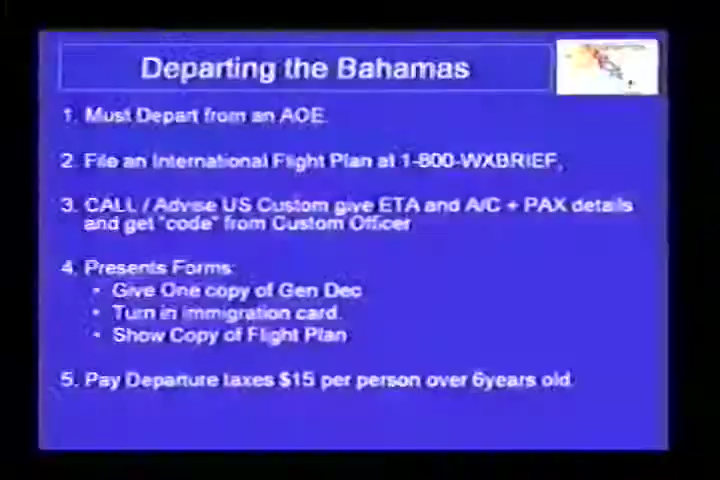 Departing the Bahamas
1. Must Depart from an AOE.
2. File an International Flight Plan at 1-800-WXBRIEF,
3. CALL / Advise US Custom give ETA and A/C + PAX details
and get "code" from Custom Officer
4. Presents Forms:
• Give One copy of Gen Dec
• Turn in immigration card.
• Show Copy of Flight Plan
5. Pay Departure taxes $15 per person over 6years old